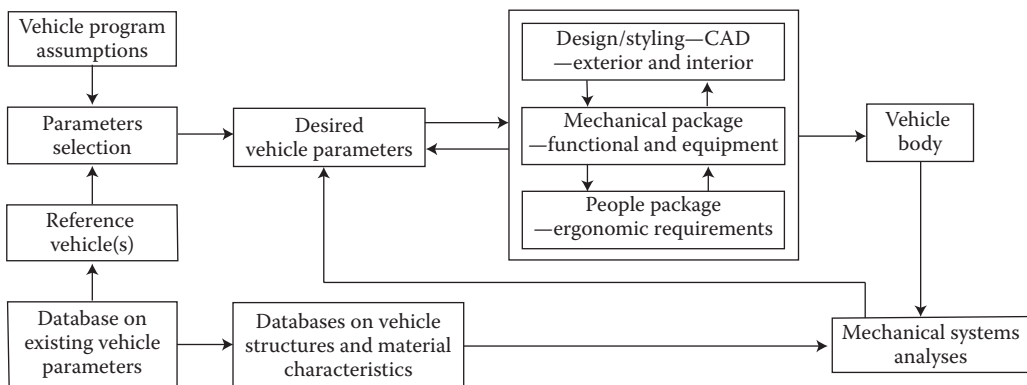 Vehicle program
assumptions
Parameters
selection
Reference
vehicle(s)
Database on
existing vehicle
parameters
Desired
vehicle parameters
Databases on vehicle
structures and material
characteristics
Design/styling—CAD
—exterior and interior
Mechanical package
—functional and equipment
People package
—ergonomic requirements
Vehicle
body
Mechanical systems
analyses